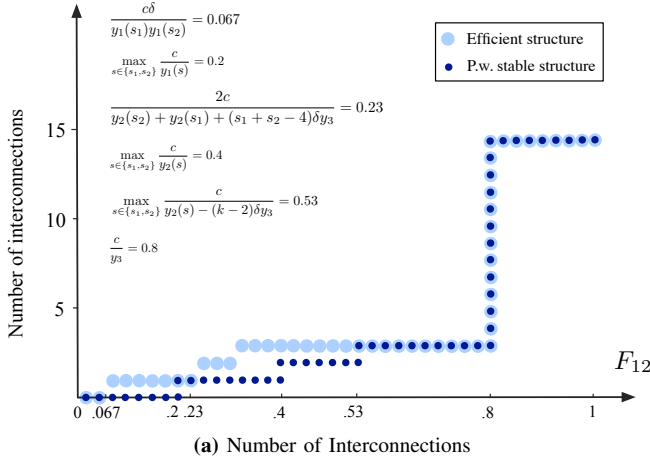 cδ / y₁(s₁)y₁(s₂) = 0.067
max_{s∈{s₁,s₂}} c / y₁(s) = 0.2
2c / y₂(s₂) + y₂(s₁) + (s₁ + s₂ − 4)δy₃ = 0.23
max_{s∈{s₁,s₂}} c / y₂(s) = 0.4
max_{s∈{s₁,s₂}} c / y₂(s) − (k − 2)δy₃ = 0.53
c / y₃ = 0.8
Efficient structure
P.w. stable structure
Number of interconnections
15
10
5
F₁₂
0 .067 .2 .23 .4 .53 .8 1
(a) Number of Interconnections